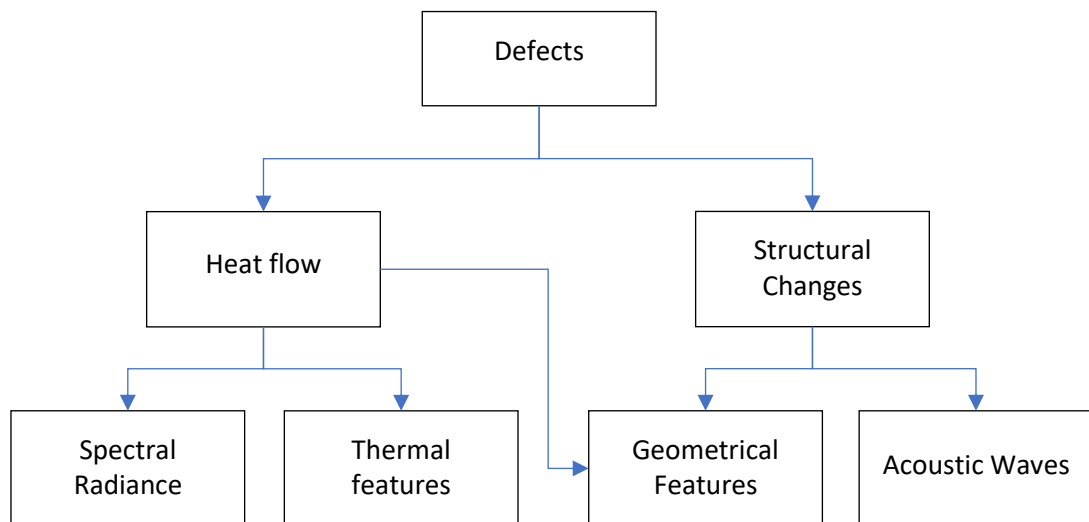 Defects
Heat flow
Structural
Changes
Spectral
Radiance
Thermal
features
Geometrical
Features
Acoustic Waves